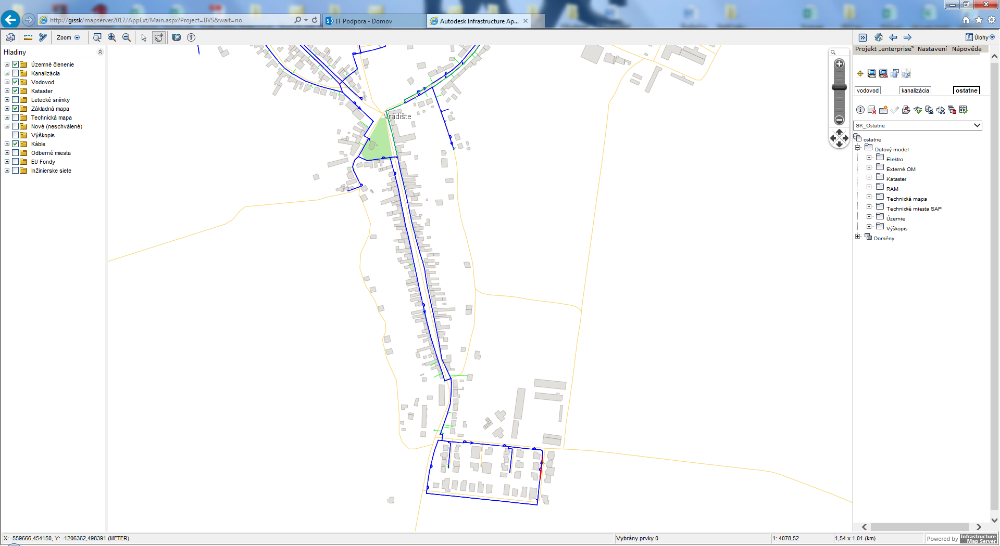 http://gissk/mapserver2017/AppExt/Main.aspx?Project=BVS&wait=no
IT Podpora - Domov
Autodesk Infrastructure Ap...
Zoom
Úlohy
Hladiny
Územné členenie
Kanalizácia
Vodovod
Kataster
Letecké snímky
Základná mapa
Technická mapa
Nové (neschválené)
Výškopis
Káble
Odberné miesta
EU Fondy
Inžinierske siete
Vrádište
Projekt „enterprise“ Nastavení Nápověda
vodovod kanalizácia ostatne
SK_Ostatne
ostatne
Datový model
Elektro
Externé OM
Kataster
RAM
Technická mapa
Technické miesta SAP
Územie
Výškopis
Domény
X: -559666,454150, Y: -1206362,498391 (METER)
Vybrány prvky 0
1: 4078,52
1,54 x 1,01 (km)
Powered by Infrastructure
Map Server